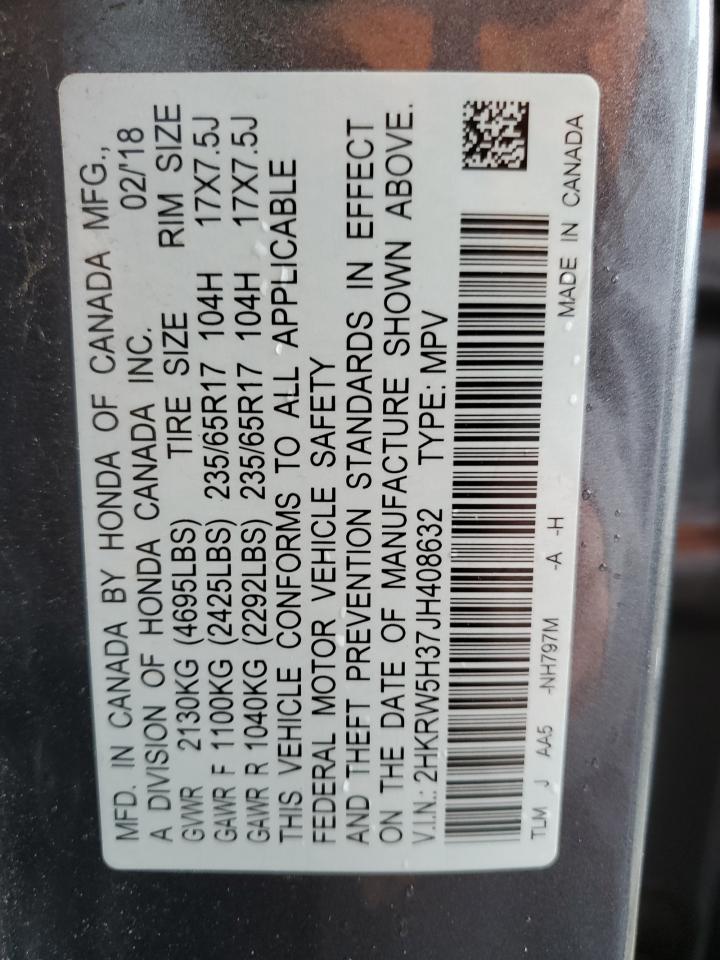 MFD. IN CANADA BY HONDA OF CANADA MFG.,
A DIVISION OF HONDA CANADA INC. 02/'18
GVWR 2130KG (4695LBS) TIRE SIZE RIM SIZE
GAWR F 1100KG (2425LBS) 235/65R17 104H 17X7.5J
GAWR R 1040KG (2292LBS) 235/65R17 104H 17X7.5J
THIS VEHICLE CONFORMS TO ALL APPLICABLE
FEDERAL MOTOR VEHICLE SAFETY
AND THEFT PREVENTION STANDARDS IN EFFECT
ON THE DATE OF MANUFACTURE SHOWN ABOVE.
V.I.N.: 2HKRW5H37JH408632 TYPE: MPV
TLM J AA5 -NH797M -A -H MADE IN CANADA